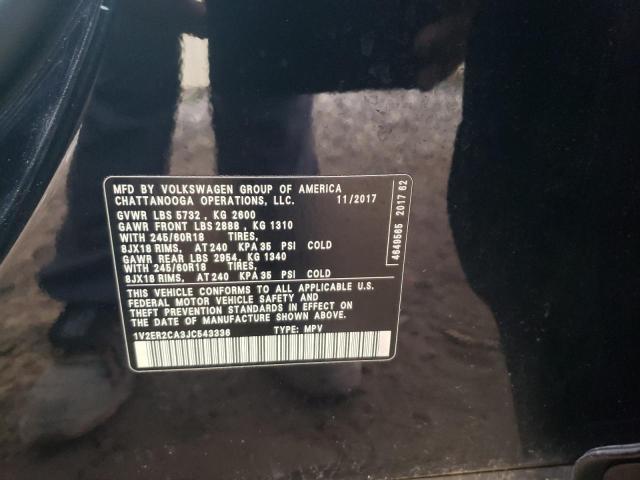 MFD BY VOLKSWAGEN GROUP OF AMERICA
CHATTANOOGA OPERATIONS, LLC. 11/2017
GVWR LBS 5732 , KG 2600
GAWR FRONT LBS 2888 , KG 1310
WITH 245/60R18 TIRES,
8JX18 RIMS, AT 240 KPA 35 PSI COLD
GAWR REAR LBS 2954, KG 1340
WITH 245/60R18 TIRES,
8JX18 RIMS, AT 240 KPA 35 PSI COLD
THIS VEHICLE CONFORMS TO ALL APPLICABLE U.S.
FEDERAL MOTOR VEHICLE SAFETY AND
THEFT PREVENTION STANDARDS IN EFFECT ON
THE DATE OF MANUFACTURE SHOWN ABOVE.
1V2ER2CA3JC543336 TYPE: MPV
4649565 2017 62